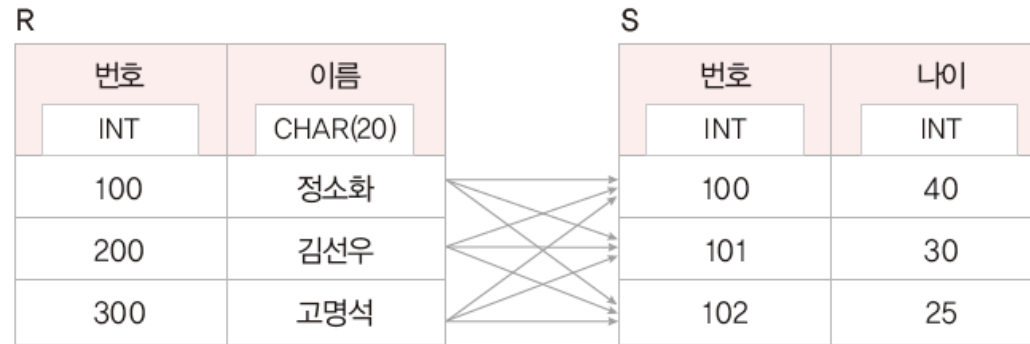 R S
번호 이름 번호 나이
INT CHAR(20) INT INT
100 정소화 100 40
200 김선우 101 30
300 고명석 102 25